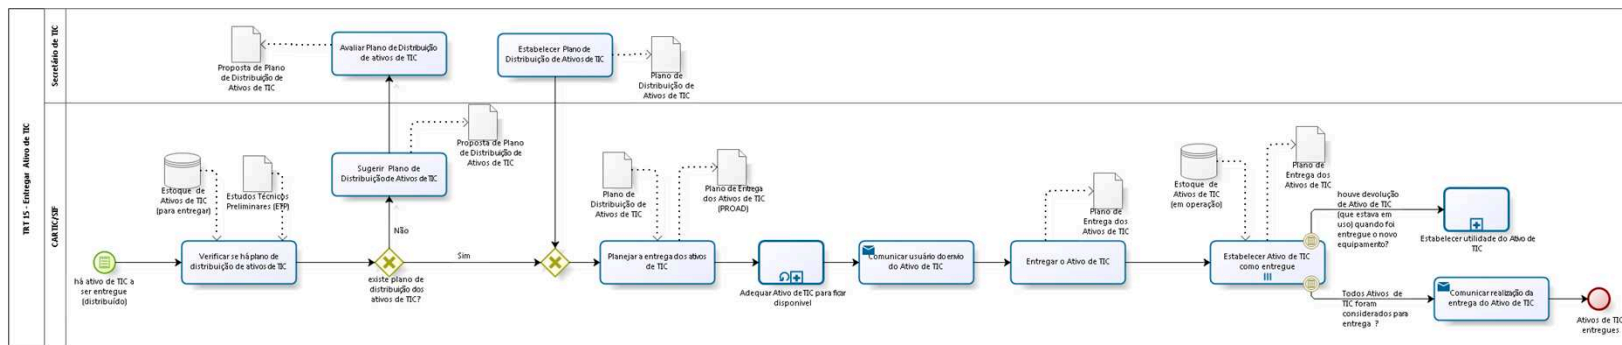 TRT 15 - Entregar Ativo de TIC
Secretário de TIC
Proposta de Plano
de Distribuição de
Ativos de TIC
Avaliar Plano de Distribuição
de ativos de TIC
Estabelecer Plano de
Distribuição de Ativos de TIC
Plano de
Distribuição de
Ativos de TIC
CARTIC/SIF
há ativo de TIC a
ser entregue
(distribuído)
Estoque de
Ativos de TIC
(para entregar)
Estudos Técnicos
Preliminares (ETP)
Verificar se há plano de
distribuição de ativos de TIC
Sugerir Plano de
Distribuição de Ativos de TIC
Proposta de Plano
de Distribuição de
Ativos de TIC
Não
Sim
existe plano de
distribuição dos
ativos de TIC?
Plano de
Distribuição de
Ativos de TIC
Plano de Entrega
dos Ativos de TIC
(PROAD)
Planejar a entrega dos ativos
de TIC
Adequar Ativo de TIC para ficar
disponível
Comunicar usuário do envio
do Ativo de TIC
Entregar o Ativo de TIC
Plano de
Entrega dos
Ativos de TIC
Estoque de
Ativos de TIC
(em operação)
Plano de
Entrega dos
Ativos de TIC
Estabelecer Ativo de TIC
como entregue
houve devolução
de Ativo de TIC
(que estava em
uso) quando foi
entregue o novo
equipamento?
Estabelecer utilidade do Ativo de
TIC
Todos Ativos de
TIC foram
considerados para
entrega ?
Comunicar realização da
entrega do Ativo de TIC
Ativos de TIC
entregues